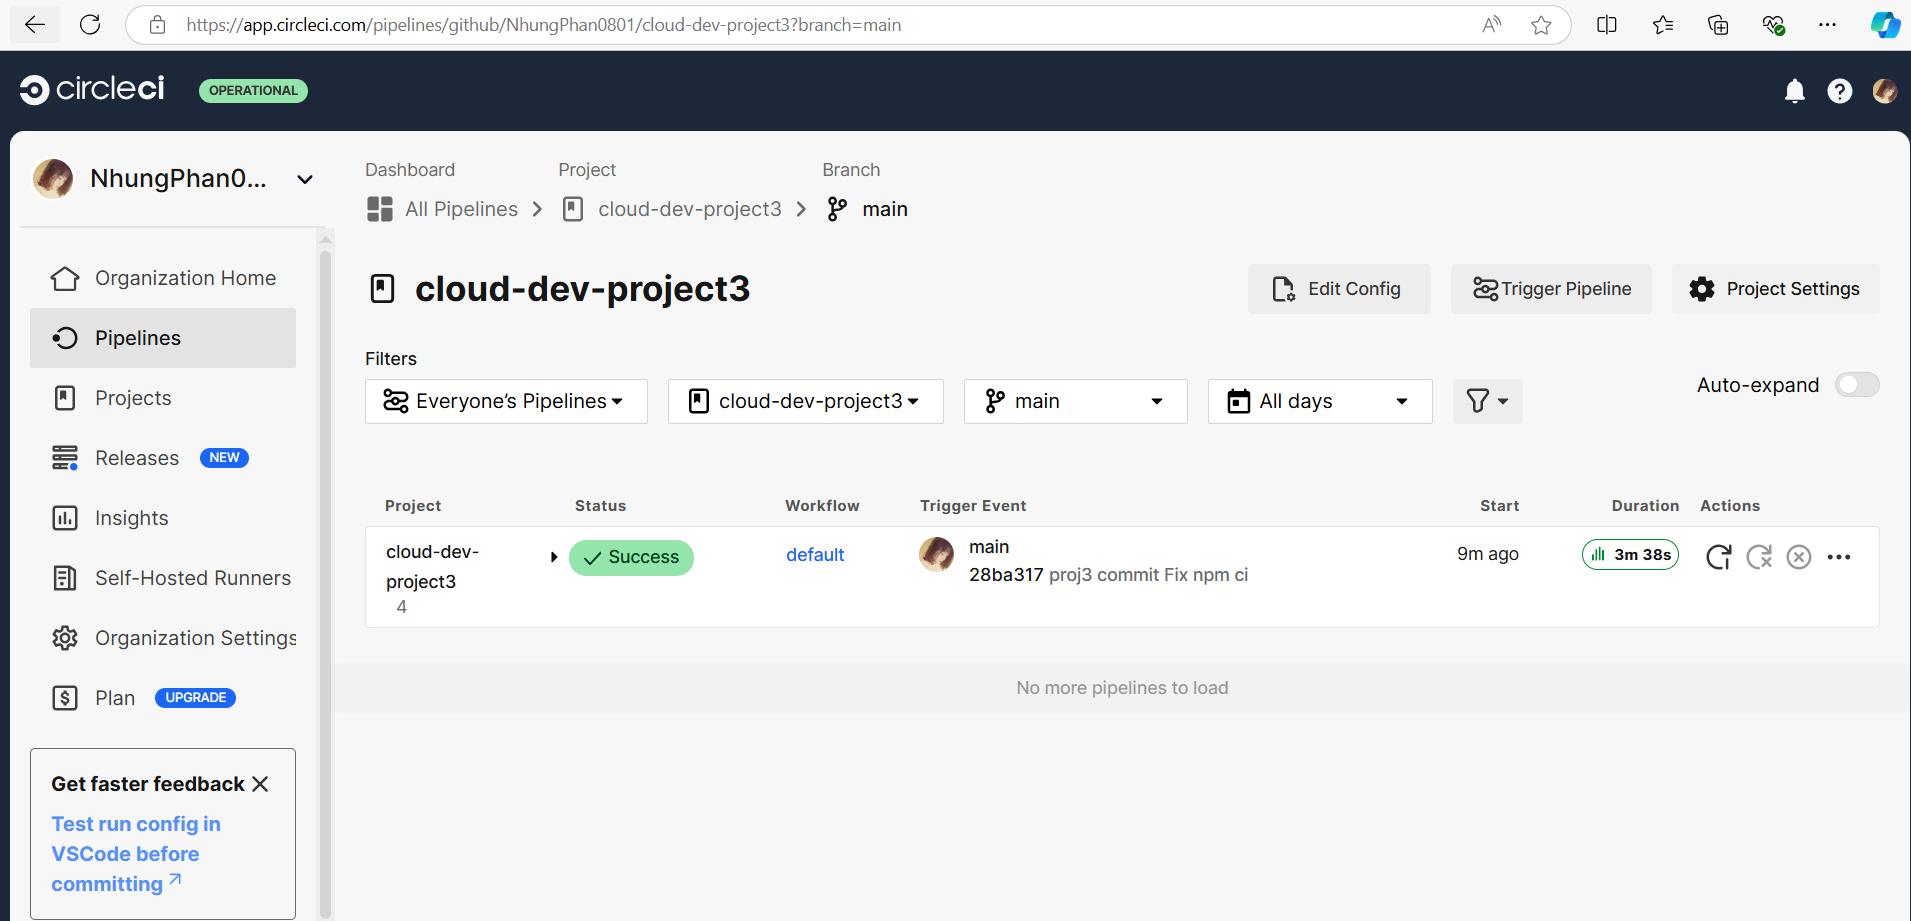 https://app.circleci.com/pipelines/github/NhungPhan0801/cloud-dev-project3?branch=main
circleci
OPERATIONAL
NhungPhan0...
Organization Home
Pipelines
Projects
Releases NEW
Insights
Self-Hosted Runners
Organization Settings
Plan UPGRADE
Get faster feedback
Test run config in
VSCode before
committing
Dashboard Project Branch
All Pipelines cloud-dev-project3 main
cloud-dev-project3
Edit Config Trigger Pipeline Project Settings
Filters
Everyone’s Pipelines cloud-dev-project3 main All days
Auto-expand
Project Status Workflow Trigger Event Start Duration Actions
cloud-dev-
project3
4
Success
default
main
28ba317 proj3 commit Fix npm ci
9m ago
3m 38s
No more pipelines to load